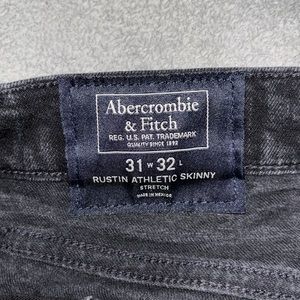 Abercrombie
& Fitch
REG. U.S. PAT. TRADEMARK
QUALITY SINCE 1892
31 W 32 L
RUSTIN ATHLETIC SKINNY
STRETCH
MADE IN MEXICO